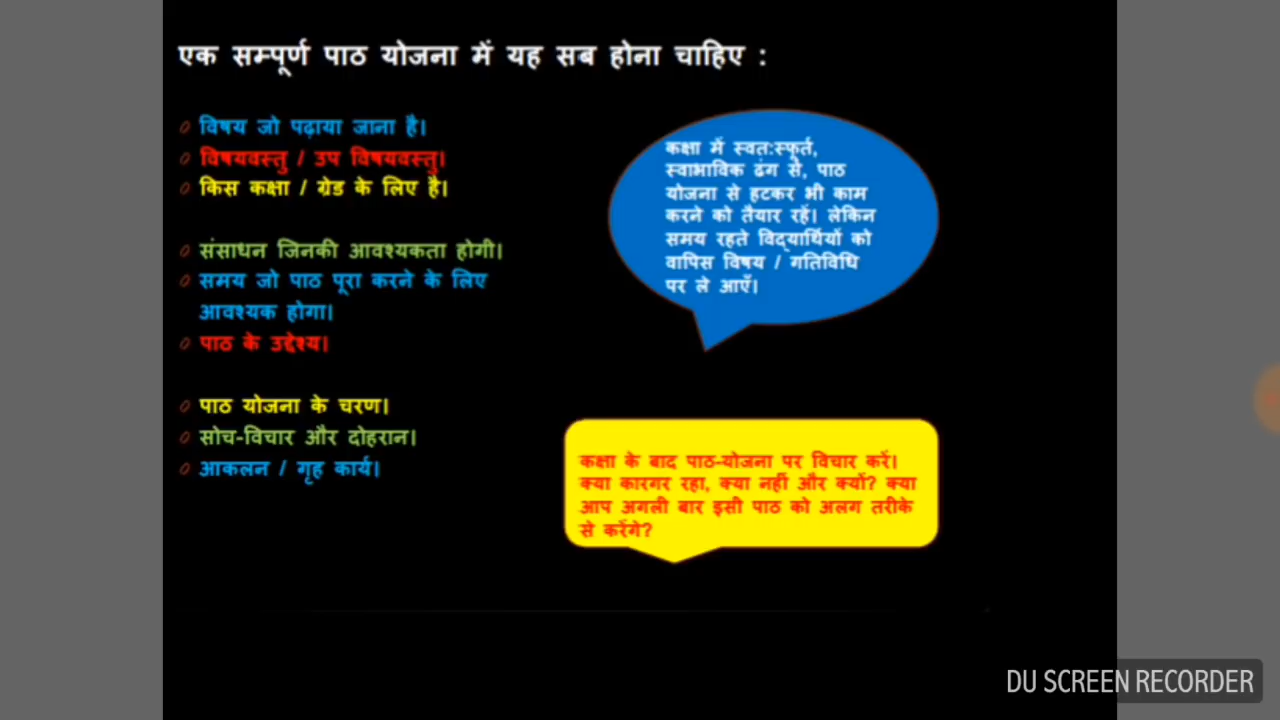 एक सम्पूर्ण पाठ योजना में यह सब होना चाहिए :
विषय जो पढ़ाया जाना है।
विषयवस्तु / उप विषयवस्तु।
किस कक्षा / ग्रेड के लिए है।
संसाधन जिनकी आवश्यकता होगी।
समय जो पाठ पूरा करने के लिए
आवश्यक होगा।
पाठ के उद्देश्य।
पाठ योजना के चरण।
सोच-विचार और दोहरान।
आकलन / गृह कार्य।
कक्षा में स्वत:स्फूर्त,
स्वाभाविक ढंग से, पाठ
योजना से हटकर भी काम
करने को तैयार रहें। लेकिन
समय रहते विद्यार्थियों को
वापिस विषय / गतिविधि
पर ले आएँ।
कक्षा के बाद पाठ-योजना पर विचार करें।
क्या कारगर रहा, क्या नहीं और क्यों? क्या
आप अगली बार इसी पाठ को अलग तरीके
से करेंगे?
DU SCREEN RECORDER